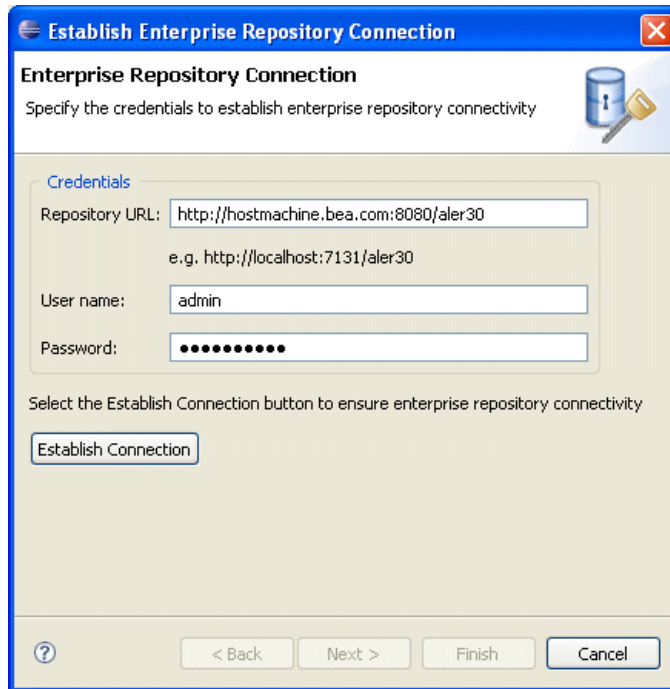 Establish Enterprise Repository Connection
Enterprise Repository Connection
Specify the credentials to establish enterprise repository connectivity
Credentials
Repository URL: http://hostmachine.bea.com:8080/aler30
e.g. http://localhost:7131/aler30
User name: admin
Password: ●●●●●●●●●●
Select the Establish Connection button to ensure enterprise repository connectivity
Establish Connection
? < Back Next > Finish Cancel